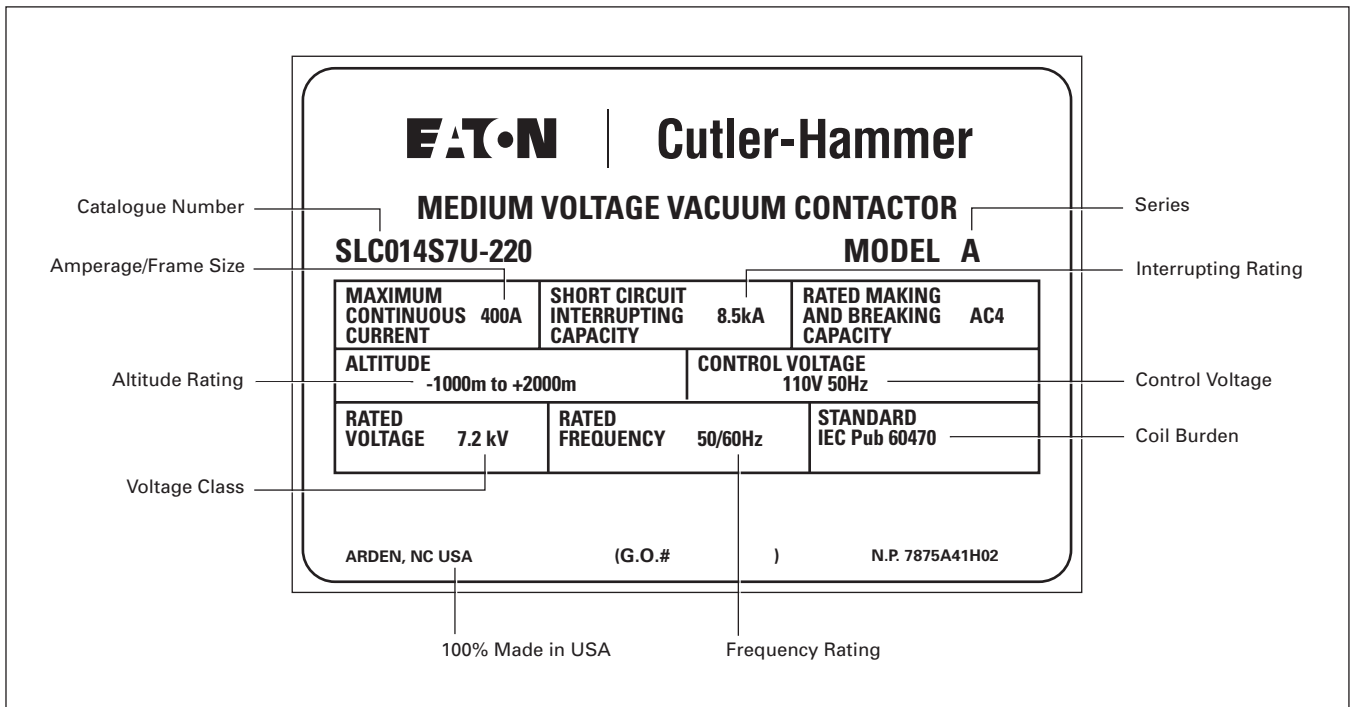 EATON | Cutler-Hammer
MEDIUM VOLTAGE VACUUM CONTACTOR
Catalogue Number
Series
SLC014S7U-220 MODEL A
Amperage/Frame Size
Interrupting Rating
MAXIMUM CONTINUOUS CURRENT 400A
SHORT CIRCUIT INTERRUPTING CAPACITY 8.5kA
RATED MAKING AND BREAKING CAPACITY AC4
Altitude Rating
ALTITUDE
-1000m to +2000m
CONTROL VOLTAGE
110V 50Hz
Control Voltage
RATED VOLTAGE 7.2 kV
RATED FREQUENCY 50/60Hz
STANDARD
IEC Pub 60470
Coil Burden
Voltage Class
ARDEN, NC USA (G.O.# ) N.P. 7875A41H02
100% Made in USA
Frequency Rating